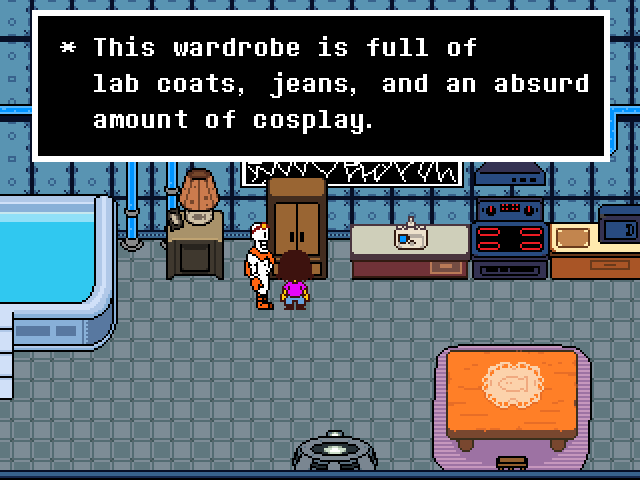 * This wardrobe is full of
lab coats, jeans, and an absurd
amount of cosplay.